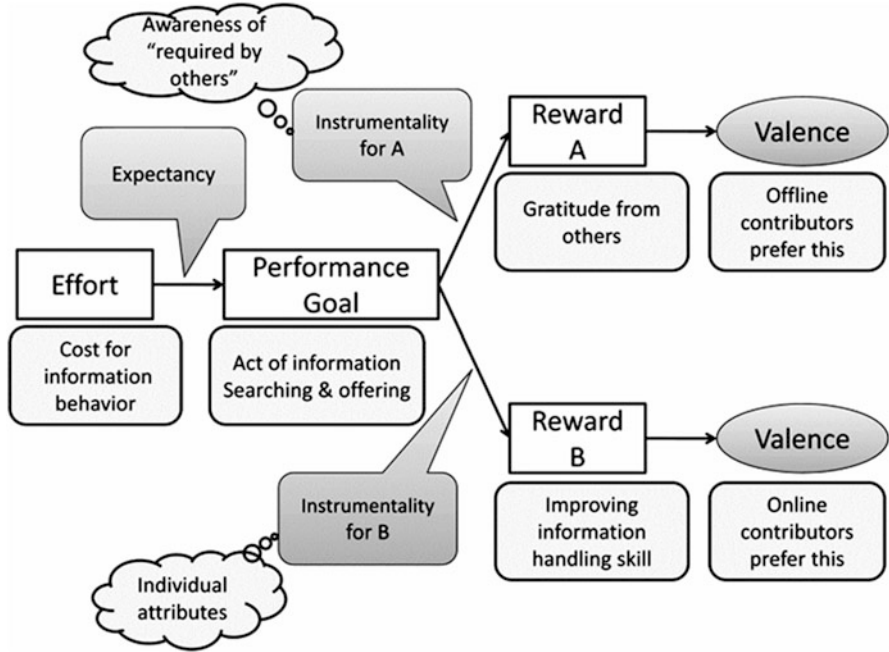 Awareness of
“required by
others”
Instrumentality
for A
Expectancy
Reward
A
Valence
Gratitude from
others
Offline
contributors
prefer this
Effort
Performance
Goal
Cost for
information
behavior
Act of information
Searching & offering
Reward
B
Valence
Instrumentality
for B
Improving
information
handling skill
Online
contributors
prefer this
Individual
attributes